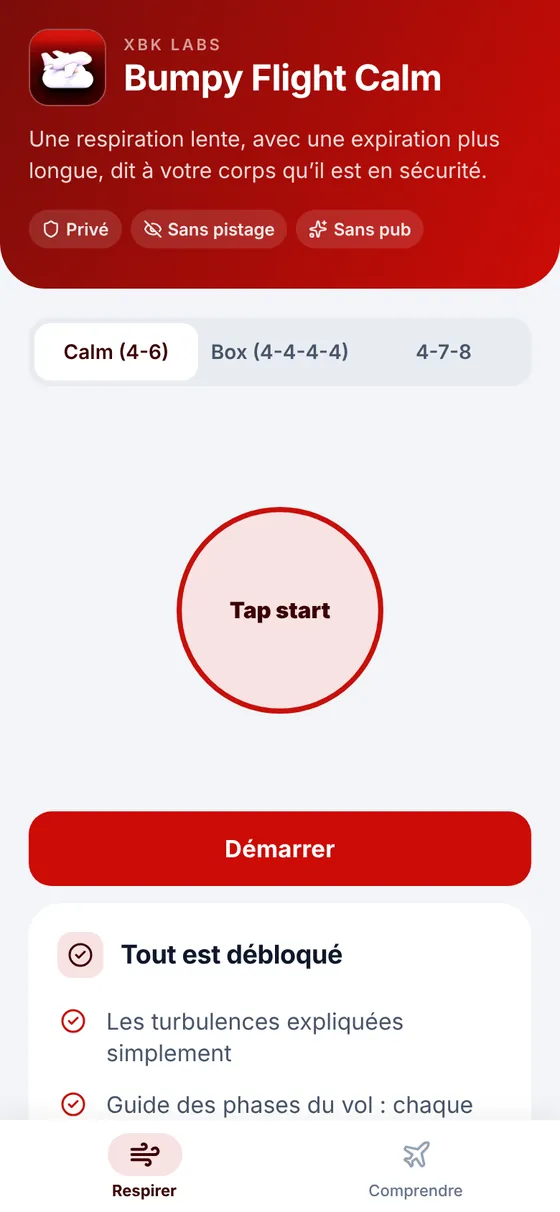 XBK LABS
Bumpy Flight Calm
Une respiration lente, avec une expiration plus
longue, dit à votre corps qu’il est en sécurité.
Privé
Sans pistage
Sans pub
Calm (4-6)
Box (4-4-4-4)
4-7-8
Tap start
Démarrer
Tout est débloqué
Les turbulences expliquées
simplement
Guide des phases du vol : chaque
Respirer
Comprendre